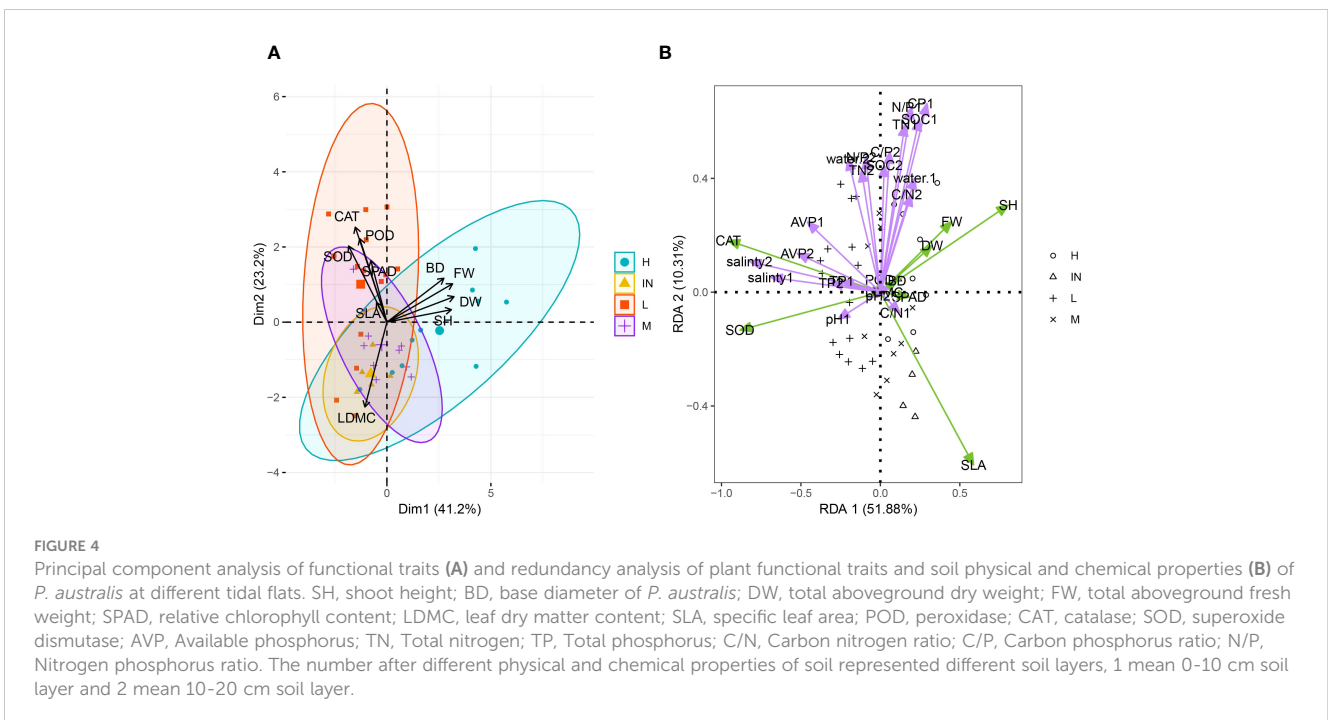 A
B
6
4
2
0
−2
−4
Dim2 (23.2%)
0
5
Dim1 (41.2%)
CAT
POD
SOD
SPAD
SLA
BD
FW
DW
SH
LDMC
H
IN
L
M
0.4
0.0
−0.4
RDA 2 (10.311%)
−1.0
−0.5
0.0
0.5
RDA 1 (51.88%)
CP1
N/P1
SOC1
TN1
C/P2
N/P2
water.2
SOC2
TN2
water.1
C/N2
SH
FW
AVP1
DW
CAT
AVP2
salinity2
salinity1
TP1
TP2
BD
SPAD
pH2
C/N1
pH1
SOD
SLA
H
IN
L
M
FIGURE 4
Principal component analysis of functional traits (A) and redundancy analysis of plant functional traits and soil physical and chemical properties (B) of
P. australis at different tidal flats. SH, shoot height; BD, base diameter of P. australis; DW, total aboveground dry weight; FW, total aboveground fresh
weight; SPAD, relative chlorophyll content; LDMC, leaf dry matter content; SLA, specific leaf area; POD, peroxidase; CAT, catalase; SOD, superoxide
dismutase; AVP, Available phosphorus; TN, Total nitrogen; TP, Total phosphorus; C/N, Carbon nitrogen ratio; C/P, Carbon phosphorus ratio; N/P,
Nitrogen phosphorus ratio. The number after different physical and chemical properties of soil represented different soil layers, 1 mean 0-10 cm soil
layer and 2 mean 10-20 cm soil layer.